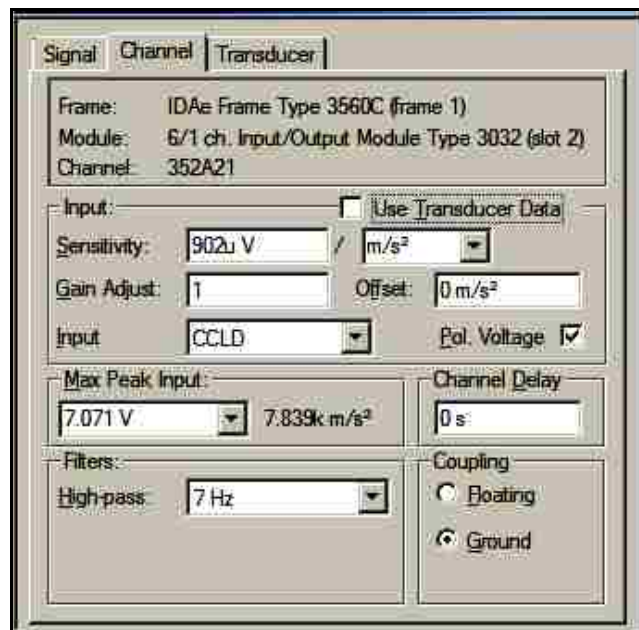 Signal Channel Transducer
Frame: IDAe Frame Type 3560C (frame 1)
Module: 6/1 ch. Input/Output Module Type 3032 (slot 2)
Channel: 352A21
Input: Use Transducer Data
Sensitivity: 902u V / m/s²
Gain Adjust: 1 Offset: 0 m/s²
Input CCLD Pol. Voltage
Max Peak Input: Channel Delay
7.071 V 7.839k m/s² 0 s
Filters: Coupling
High-pass: 7 Hz Floating
Ground